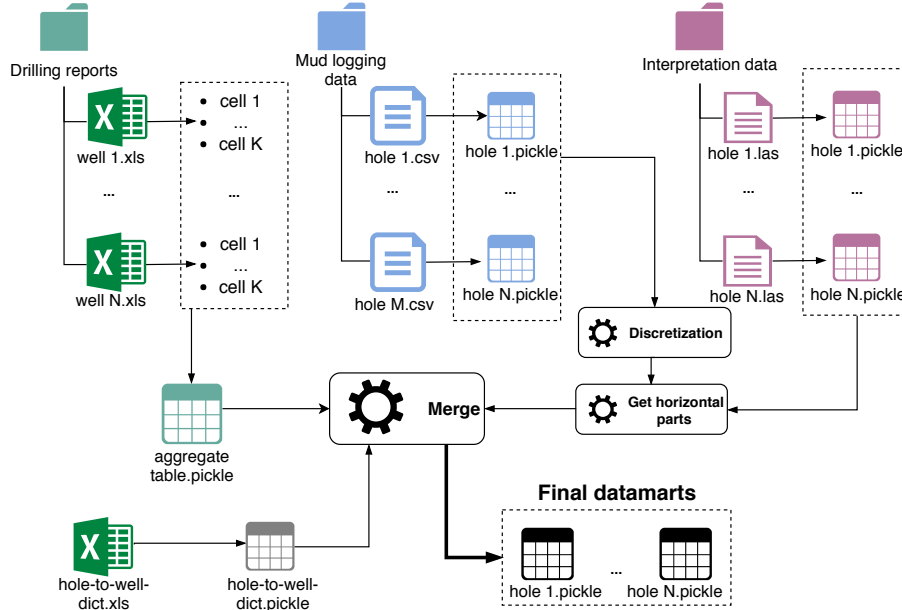 Drilling reports
well 1.xls
...
well N.xls
• cell 1
• ...
• cell K
...
• cell 1
• ...
• cell K
Mud logging
data
hole 1.csv
...
hole M.csv
hole 1.pickle
...
hole N.pickle
Interpretation data
hole 1.las
...
hole N.las
hole 1.pickle
...
hole N.pickle
Discretization
Get horizontal
parts
Merge
aggregate
table.pickle
hole-to-well-
dict.xls
hole-to-well-
dict.pickle
Final datamarts
hole 1.pickle
...
hole N.pickle